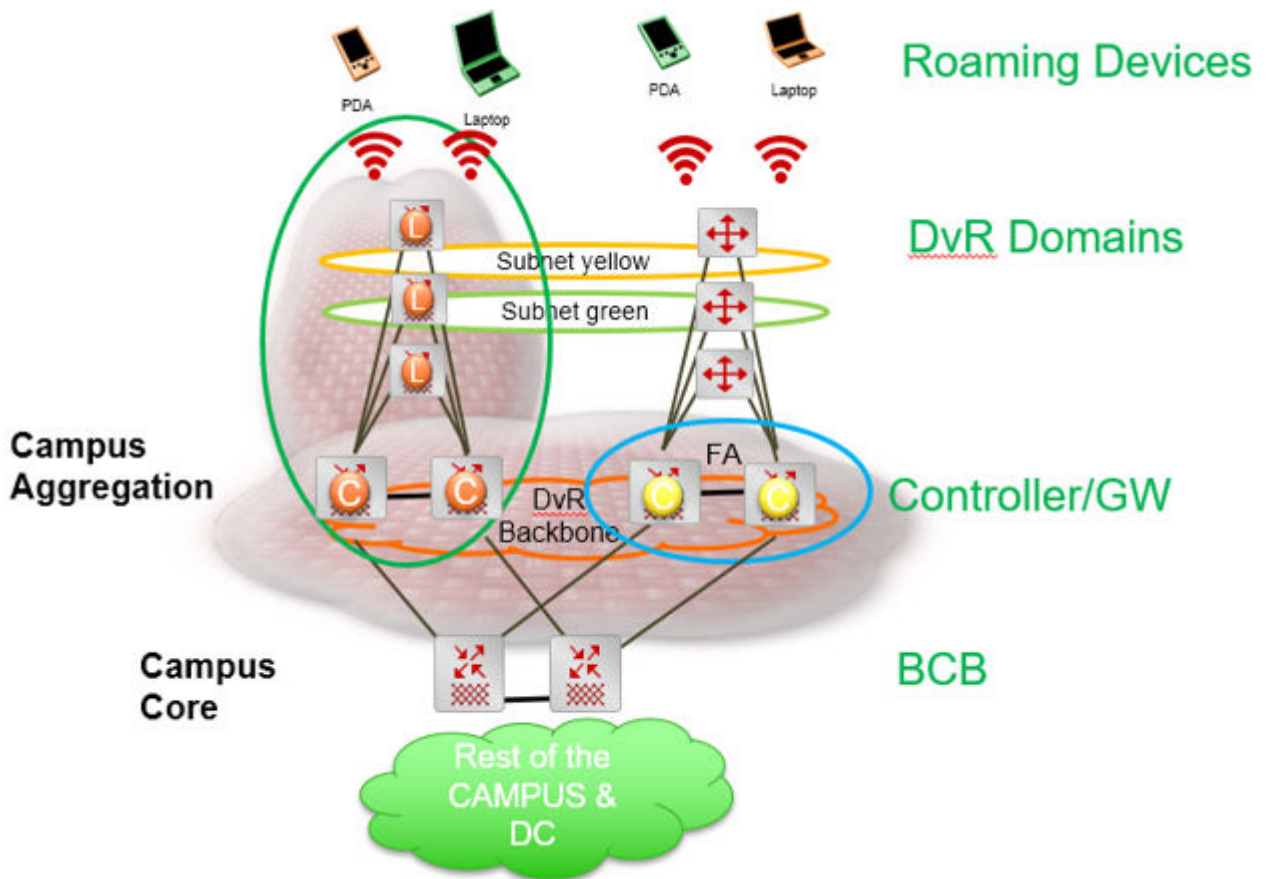 Roaming Devices
PDA
Laptop
PDA
Laptop
L
DvR Domains
Subnet yellow
L
Subnet green
L
Campus
Aggregation
FA
C
C
C
C
DvR
Backbone
Controller/GW
Campus
Core
BCB
Rest of the
CAMPUS &
DC